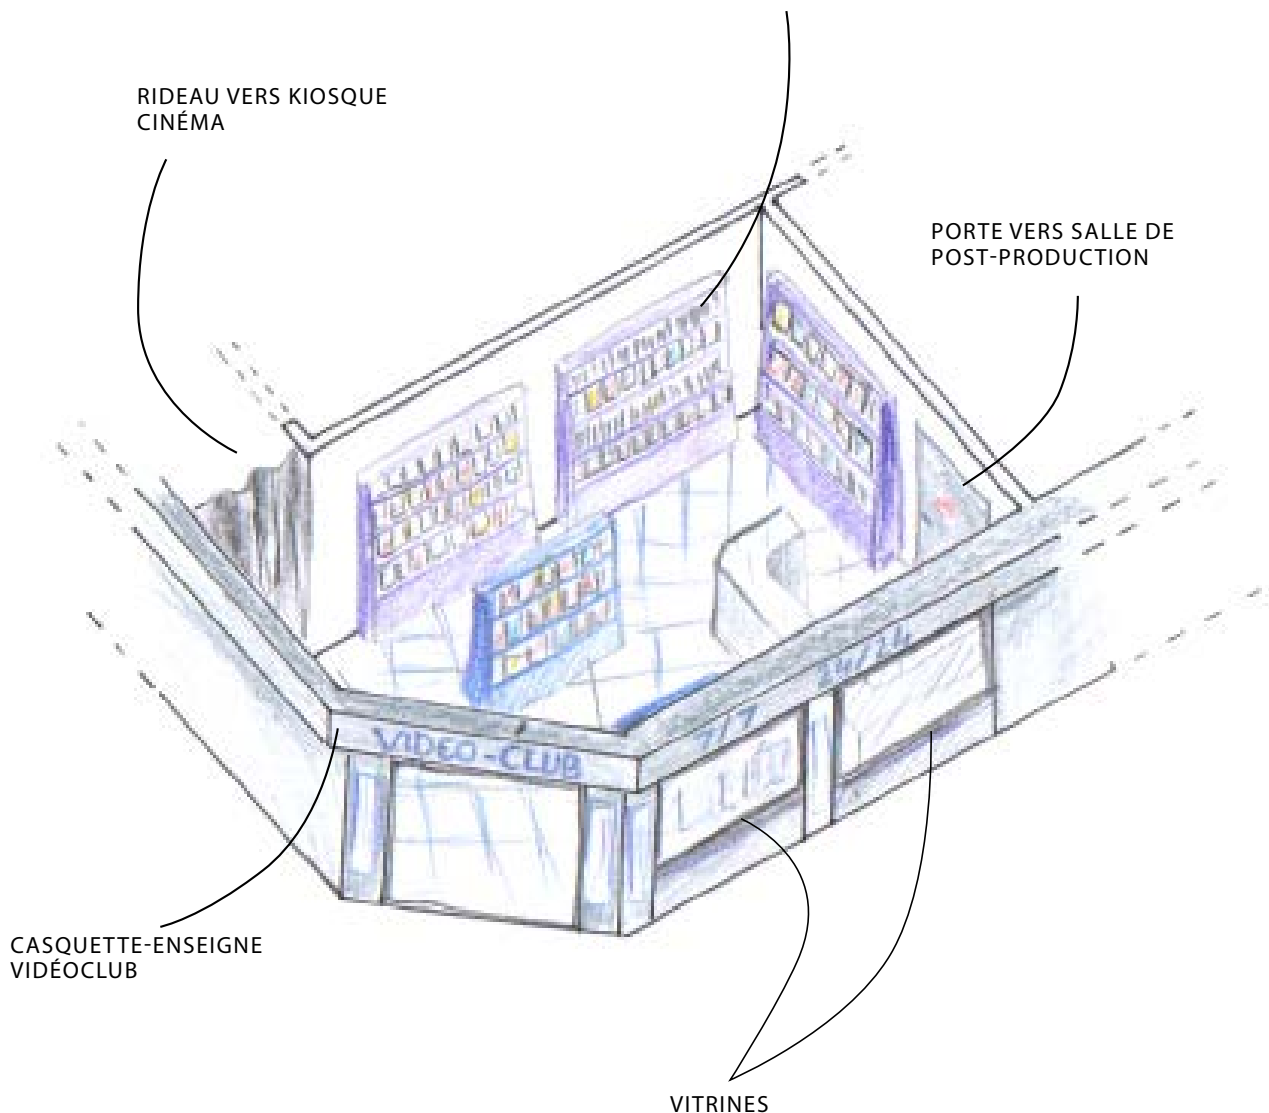 RIDEAU VERS KIOSQUE
CINÉMA
PORTE VERS SALLE DE
POST-PRODUCTION
VIDEO-CLUB
7/7
24/24
CASQUETTE-ENSEIGNE
VIDÉOCLUB
VITRINES